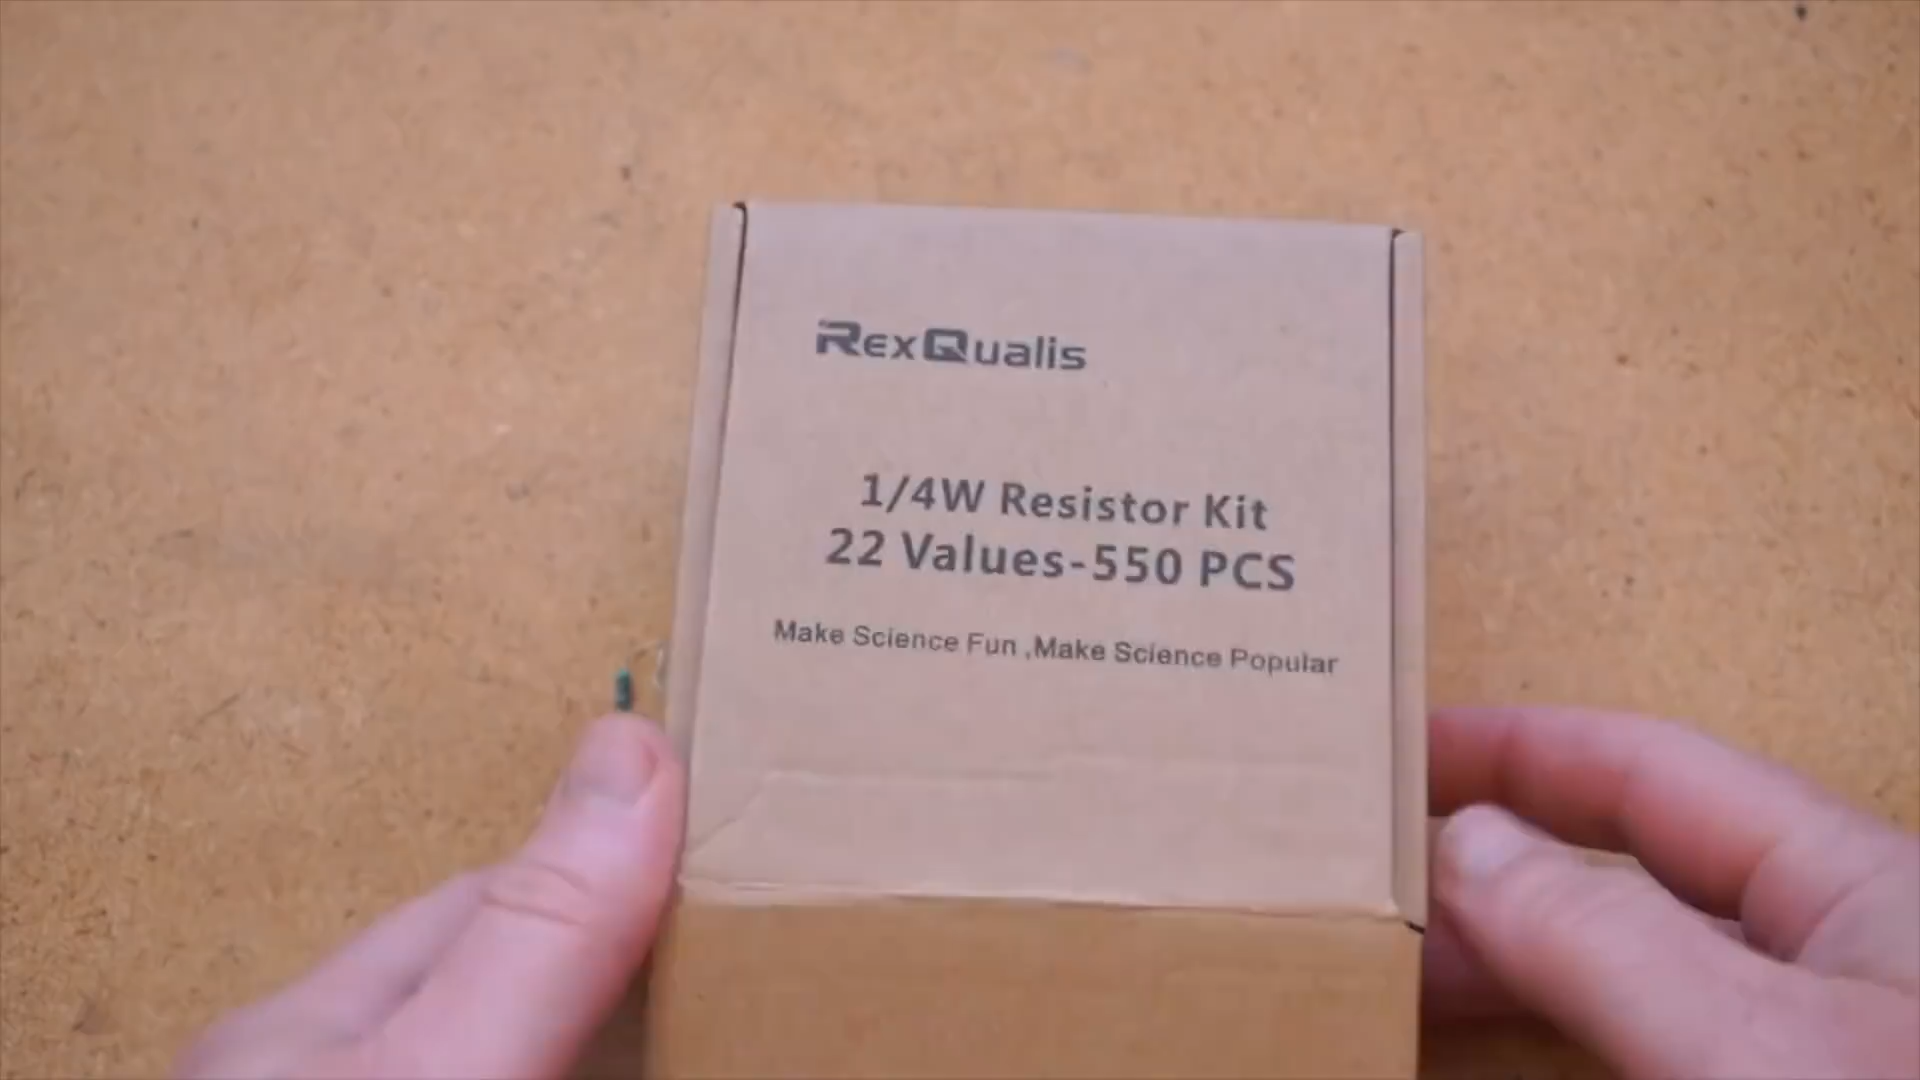 RexQualis
1/4W Resistor Kit
22 Values-550 PCS
Make Science Fun ,Make Science Popular